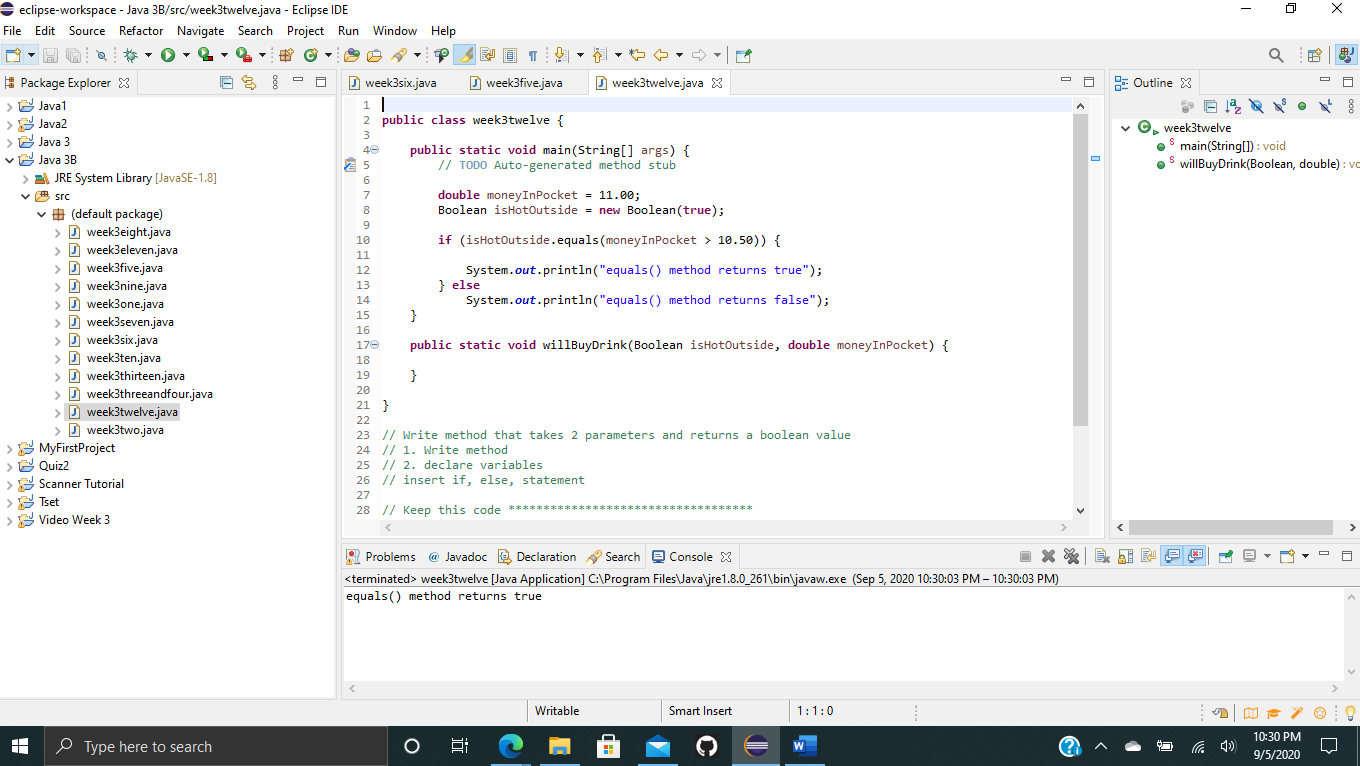 eclipse-workspace - Java 3B/src/week3twelve.java - Eclipse IDE
File Edit Source Refactor Navigate Search Project Run Window Help
Package Explorer
Java1
Java2
Java 3
Java 3B
JRE System Library [JavaSE-1.8]
src
(default package)
week3eight.java
week3eleven.java
week3five.java
week3nine.java
week3one.java
week3seven.java
week3six.java
week3ten.java
week3thirteen.java
week3threeandfour.java
week3twelve.java
week3two.java
MyFirstProject
Quiz2
Scanner Tutorial
Tset
Video Week 3
week3six.java week3five.java week3twelve.java
1
2 public class week3twelve {
3
4 public static void main(String[] args) {
5 // TODO Auto-generated method stub
6
7 double moneyInPocket = 11.00;
8 Boolean isHotOutside = new Boolean(true);
9
10 if (isHotOutside.equals(moneyInPocket > 10.50)) {
11
12 System.out.println("equals() method returns true");
13 } else
14 System.out.println("equals() method returns false");
15 }
16
17 public static void willBuyDrink(Boolean isHotOutside, double moneyInPocket) {
18
19 }
20
21 }
22
23 // Write method that takes 2 parameters and returns a boolean value
24 // 1. Write method
25 // 2. declare variables
26 // insert if, else, statement
27
28 // Keep this code ***********************************
Outline
week3twelve
main(String[]) : void
willBuyDrink(Boolean, double) : vo
Problems @ Javadoc Declaration Search Console
<terminated> week3twelve [Java Application] C:\Program Files\Java\jre1.8.0_261\bin\javaw.exe (Sep 5, 2020 10:30:03 PM – 10:30:03 PM)
equals() method returns true
Writable Smart Insert 1 : 1 : 0
Type here to search
10:30 PM
9/5/2020